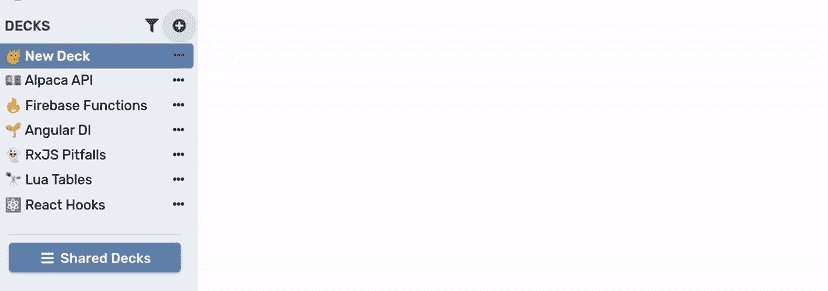 DECKS
New Deck
Alpaca API
Firebase Functions
Angular DI
RxJS Pitfalls
Lua Tables
React Hooks
Shared Decks